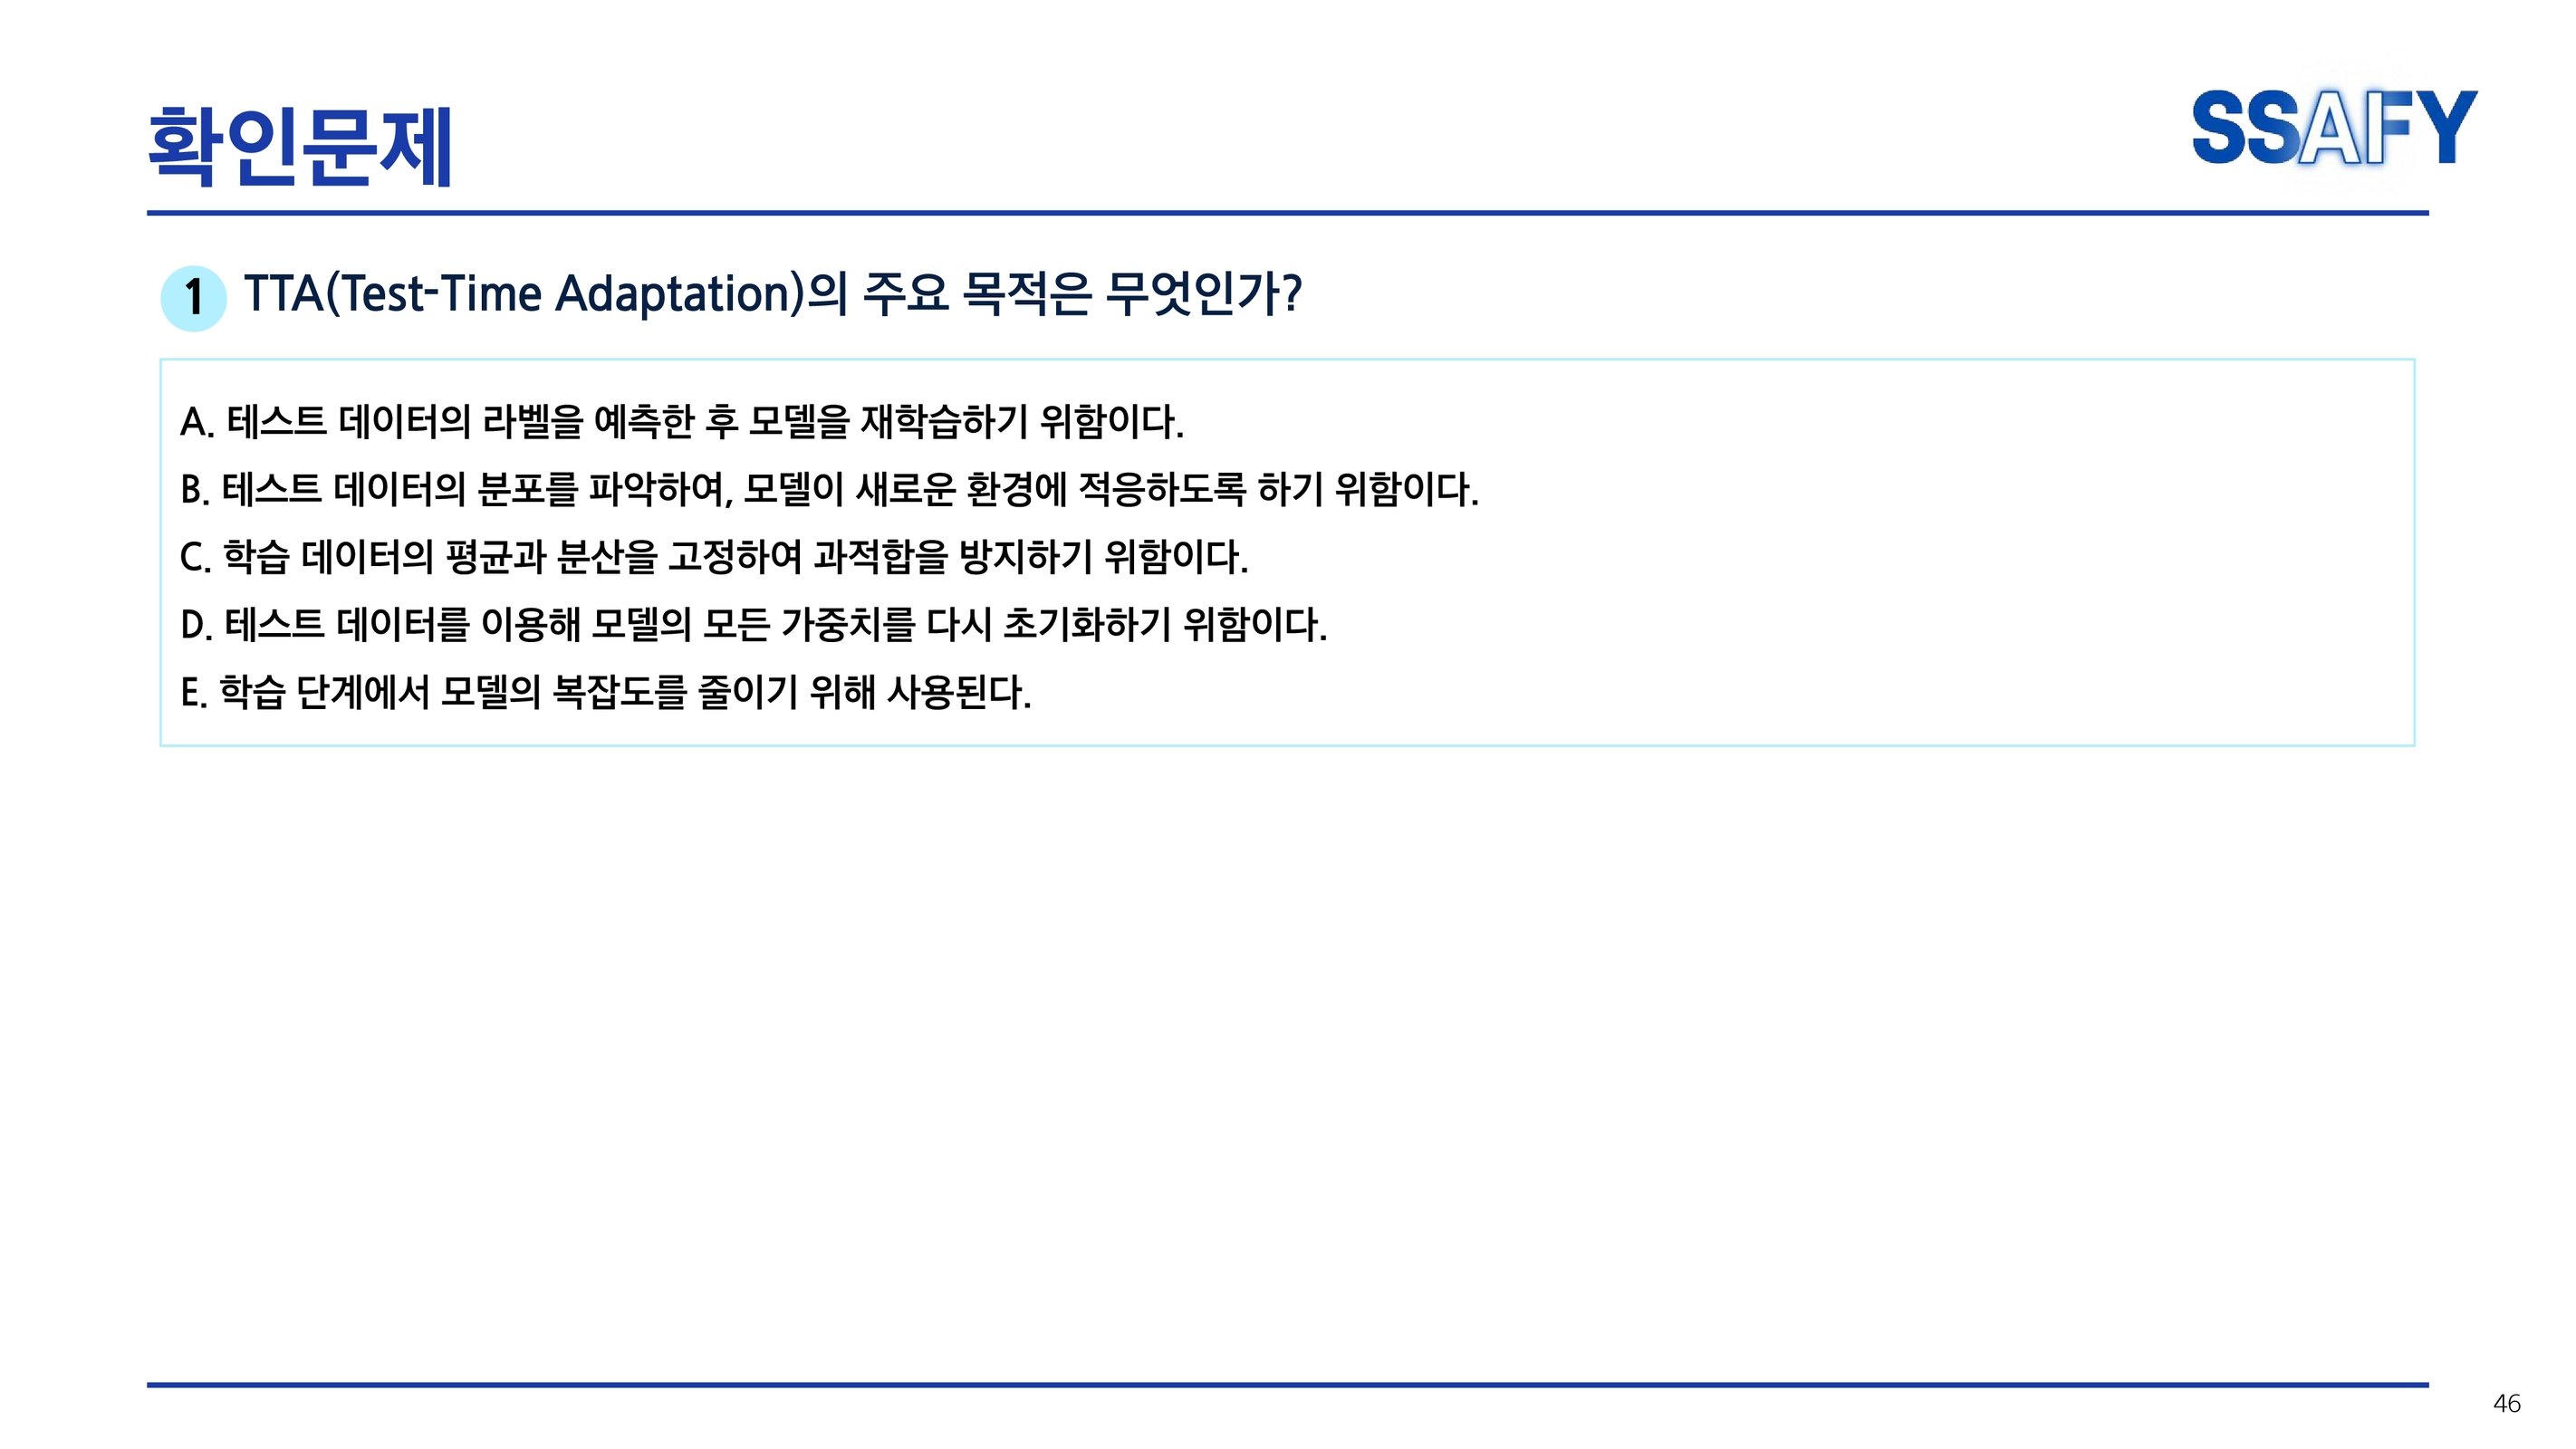 확인문제
SSAFY
1 TTA(Test-Time Adaptation)의 주요 목적은 무엇인가?
A. 테스트 데이터의 라벨을 예측한 후 모델을 재학습하기 위함이다.
B. 테스트 데이터의 분포를 파악하여, 모델이 새로운 환경에 적응하도록 하기 위함이다.
C. 학습 데이터의 평균과 분산을 고정하여 과적합을 방지하기 위함이다.
D. 테스트 데이터를 이용해 모델의 모든 가중치를 다시 초기화하기 위함이다.
E. 학습 단계에서 모델의 복잡도를 줄이기 위해 사용된다.
46